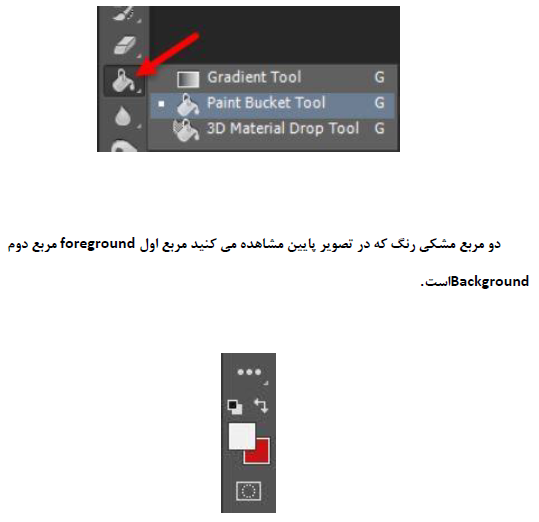 Gradient Tool G
Paint Bucket Tool G
3D Material Drop Tool G
دو مربع مشکی رنگ که در تصویر پایین مشاهده می کنید مربع اول foreground مربع دوم
Backgroundاست.